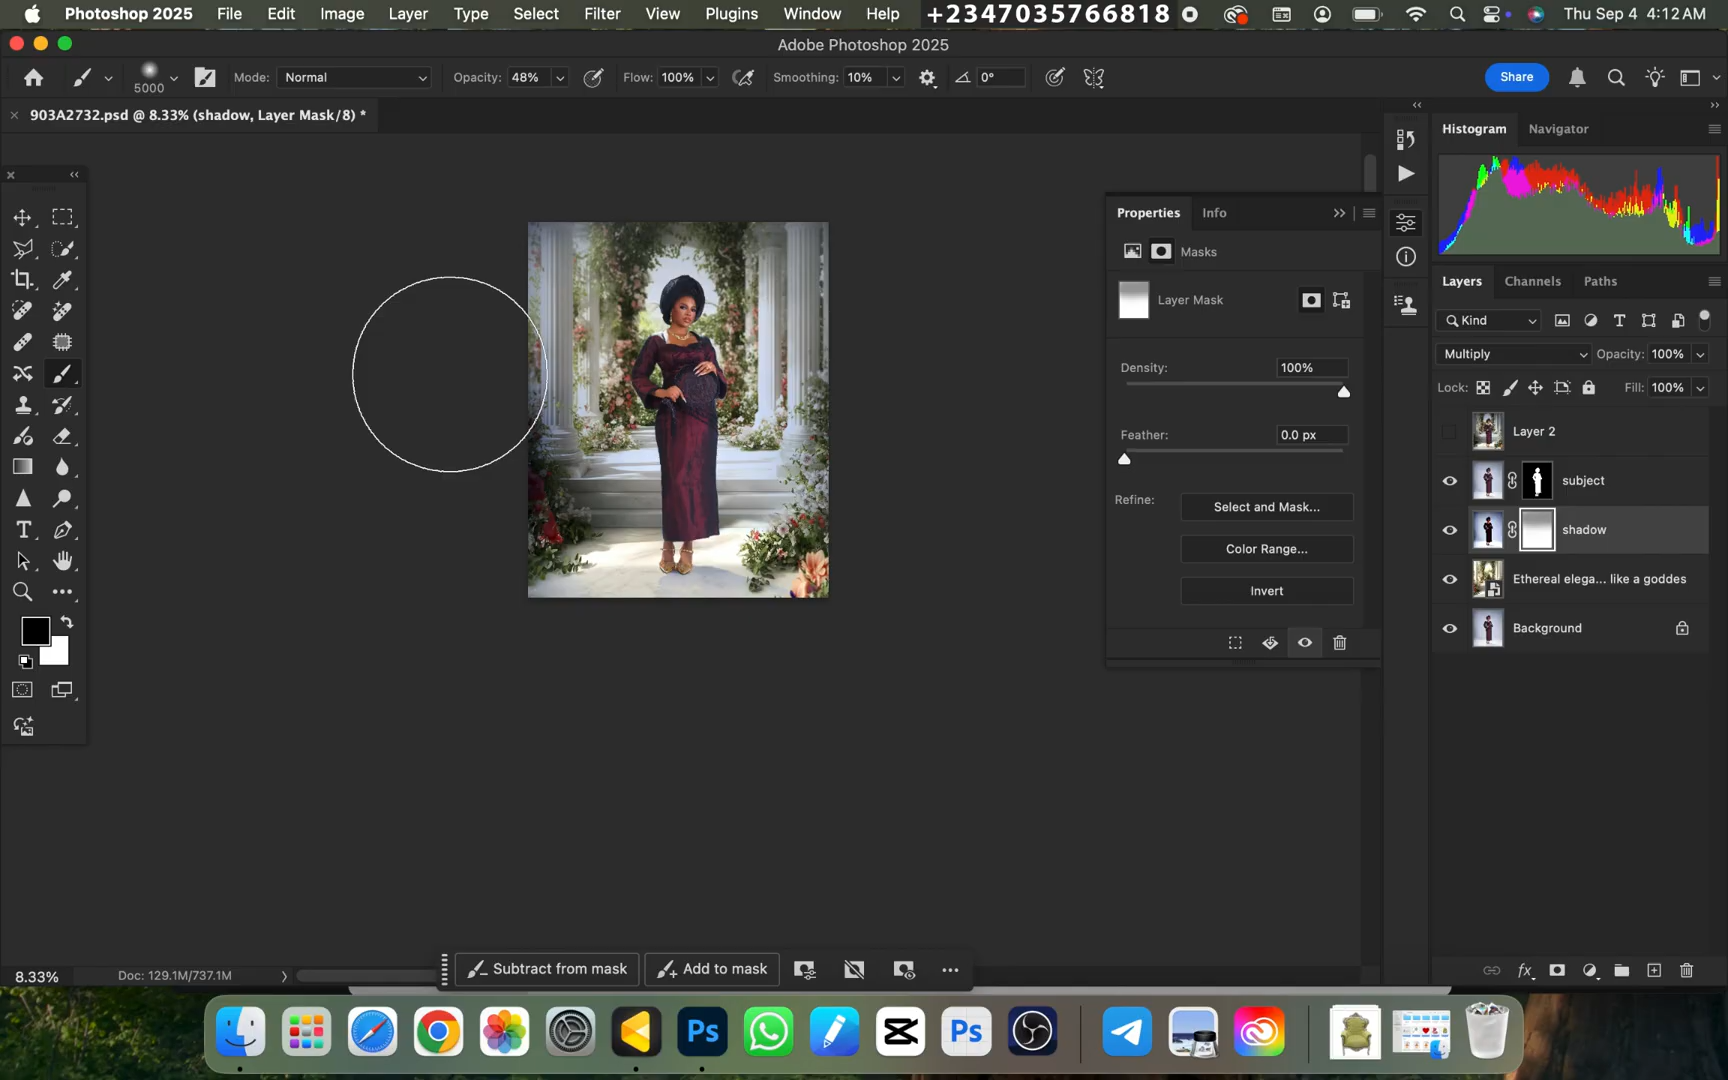 Photoshop 2025 File Edit Image Layer Type Select Filter View Plugins Window Help +2347035766818 Thu Sep 4 4:12 AM
Adobe Photoshop 2025
5000 Mode: Normal Opacity: 48% Flow: 100% Smoothing: 10% 0° Share
903A2732.psd @ 8.33% (shadow, Layer Mask/8) *
Histogram Navigator
Properties Info
Masks
Layer Mask
Density: 100%
Feather: 0.0 px
Refine: Select and Mask...
Color Range...
Invert
Layers Channels Paths
Kind
Multiply Opacity: 100%
Lock: Fill: 100%
Layer 2
subject
shadow
Ethereal elega... like a goddes
Background
8.33% Doc: 129.1M/737.1M
Subtract from mask Add to mask
fx
Ps Ps